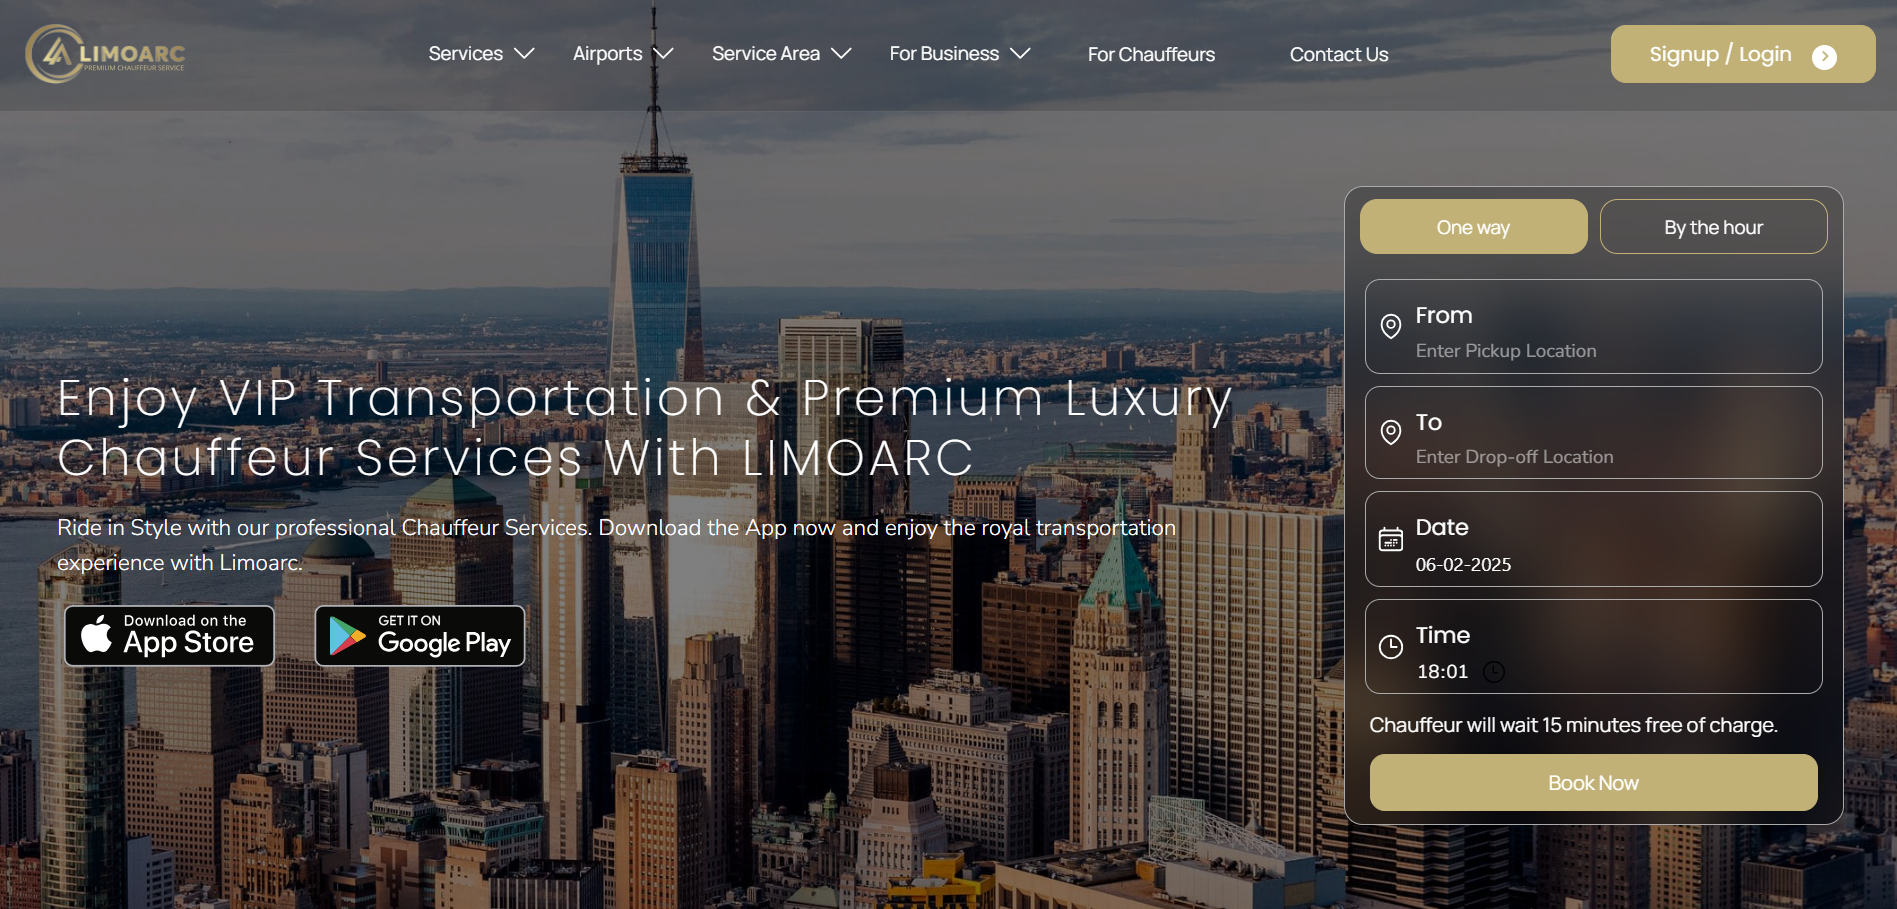 LIMOARC
PREMIUM CHAUFFEUR SERVICE
Services
Airports
Service Area
For Business
For Chauffeurs
Contact Us
Signup / Login
Enjoy VIP Transportation & Premium Luxury
Chauffeur Services With LIMOARC
Ride in Style with our professional Chauffeur Services. Download the App now and enjoy the royal transportation
experience with Limoarc.
Download on the
App Store
GET IT ON
Google Play
One way
By the hour
From
Enter Pickup Location
To
Enter Drop-off Location
Date
06-02-2025
Time
18:01
Chauffeur will wait 15 minutes free of charge.
Book Now